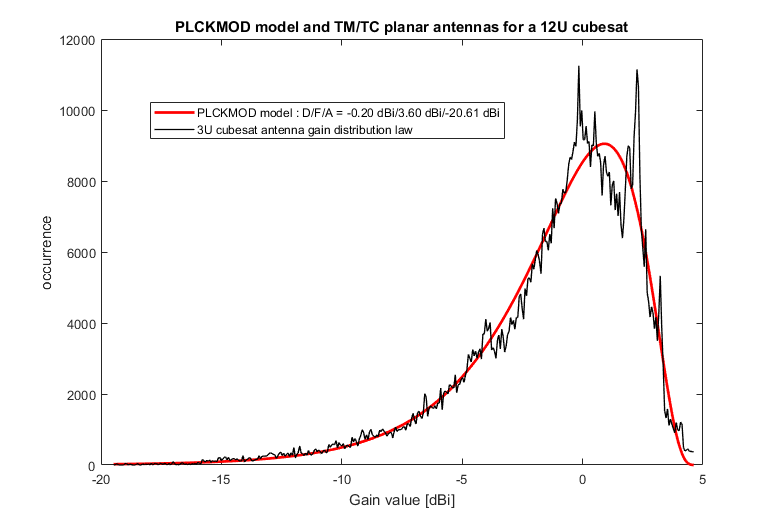 PLCKMOD model and TM/TC planar antennas for a 12U cubesat
12000
10000
8000
6000
4000
2000
0
occurrence
PLCKMOD model : D/F/A = -0.20 dBi/3.60 dBi/-20.61 dBi
3U cubesat antenna gain distribution law
-20 -15 -10 -5 0 5
Gain value [dBi]